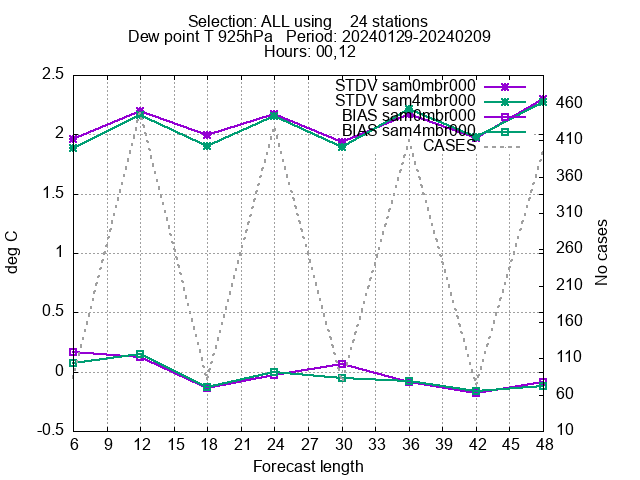 Selection: ALL using    24 stations
Dew point T 925hPa   Period: 20240129-20240209
Hours: 00,12
STDV sam0mbr000
STDV sam4mbr000
BIAS sam0mbr000
BIAS sam4mbr000
CASES
2.5
2
1.5
1
0.5
0
-0.5
deg C
460
410
360
310
260
210
160
110
60
10
No cases
6 9 12 15 18 21 24 27 30 33 36 39 42 45 48
Forecast length